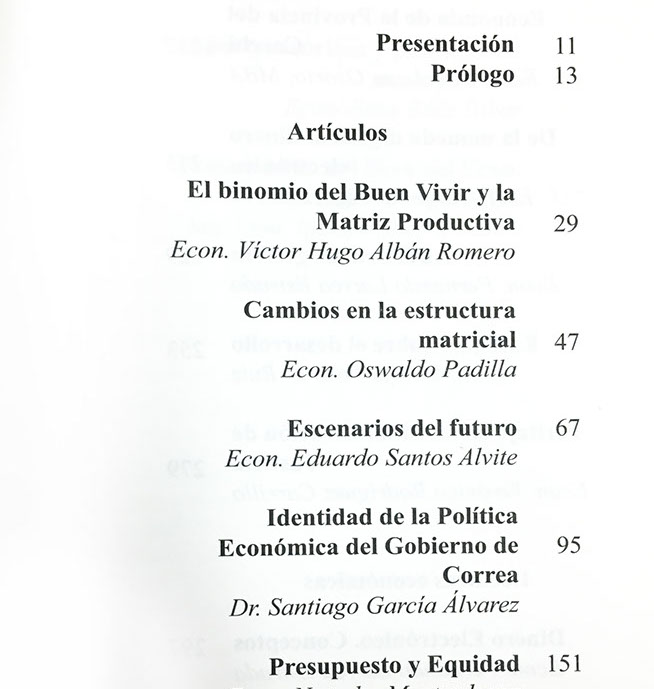 Presentación 11
Prólogo 13
Artículos
El binomio del Buen Vivir y la
Matriz Productiva 29
Econ. Víctor Hugo Albán Romero
Cambios en la estructura
matricial 47
Econ. Oswaldo Padilla
Escenarios del futuro 67
Econ. Eduardo Santos Alvite
Identidad de la Política
Económica del Gobierno de 95
Correa
Dr. Santiago García Álvarez
Presupuesto y Equidad 151